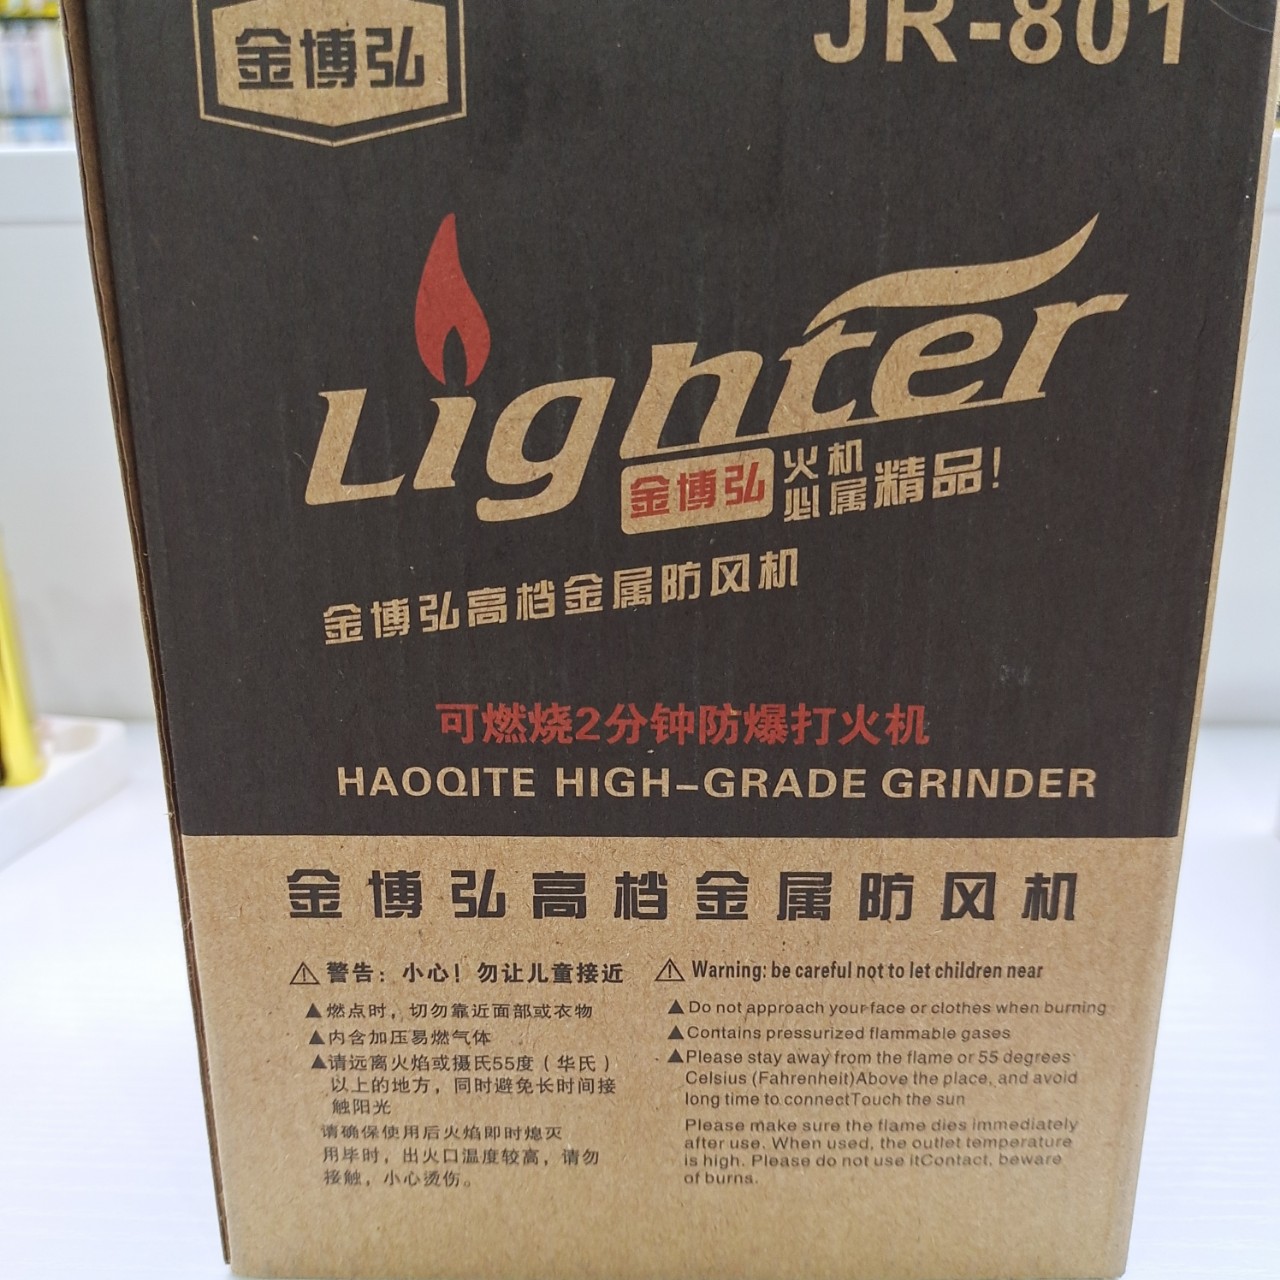 金博弘
JR-801
Lighter
金博弘 火机必属精品！
金博弘高档金属防风机
可燃烧2分钟防爆打火机
HAOQITE HIGH-GRADE GRINDER
金博弘高档金属防风机
警告：小心！勿让儿童接近
▲燃点时，切勿靠近面部或衣物
▲内含加压易燃气体
▲请远离火焰或摄氏55度（华氏）
以上的地方，同时避免长时间接
触阳光
请确保使用后火焰即时熄灭
用毕时，出火口温度较高，请勿
接触，小心烫伤。
Warning: be careful not to let children near
▲Do not approach your face or clothes when burning
▲Contains pressurized flammable gases
▲Please stay away from the flame or 55 degrees
Celsius (Fahrenheit)Above the place, and avoid
long time to connectTouch the sun
Please make sure the flame dies immediately
after use. When used, the outlet temperature
is high. Please do not use itContact, beware
of burns.